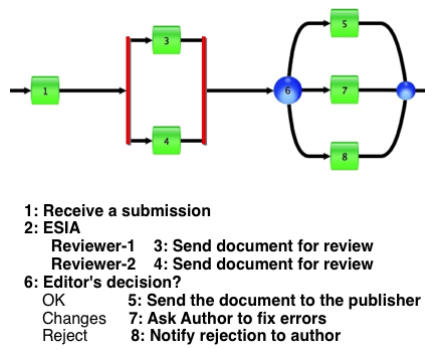 3
5
1
6
7
4
8
1: Receive a submission
2: ESIA
Reviewer-1 3: Send document for review
Reviewer-2 4: Send document for review
6: Editor's decision?
OK 5: Send the document to the publisher
Changes 7: Ask Author to fix errors
Reject 8: Notify rejection to author